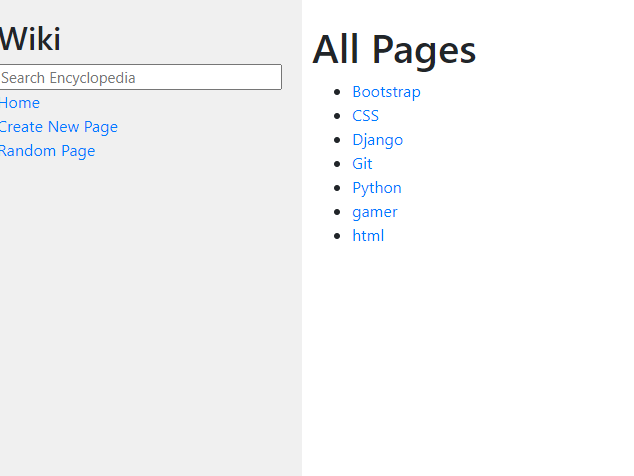 Wiki
Search Encyclopedia
Home
Create New Page
Random Page
All Pages
Bootstrap
CSS
Django
Git
Python
gamer
html